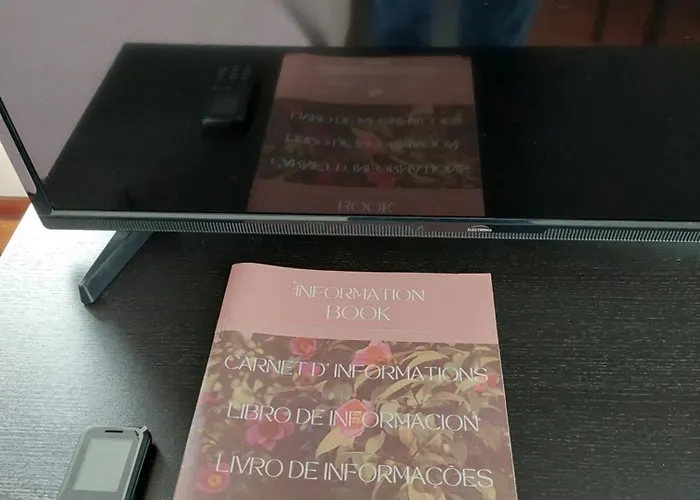 INFORMATION
BOOK
CARNET D'INFORMATIONS
LIBRO DE INFORMACION
LIVRO DE INFORMAÇÕES